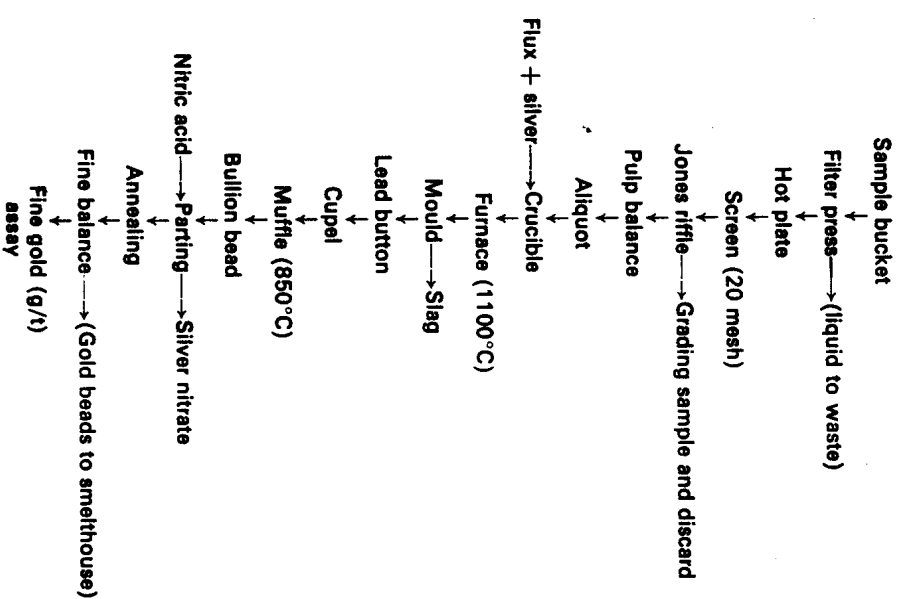 Sample bucket
↓
Filter press⟶(liquid to waste)
↓
Hot plate
↓
Screen (20 mesh)
↓
Jones riffle⟶Grading sample and discard
↓
Pulp balance
↓
Aliquot
↓
Flux + silver⟶Crucible
↓
Furnace (1100°C)
↓
Mould⟶Slag
↓
Lead button
↓
Cupel
↓
Muffle (850°C)
↓
Bullion bead
↓
Nitric acid⟶Parting⟶Silver nitrate
↓
Annealing
↓
Fine balance⟶(Gold beads to smelthouse)
↓
Fine gold (g/t)
assay